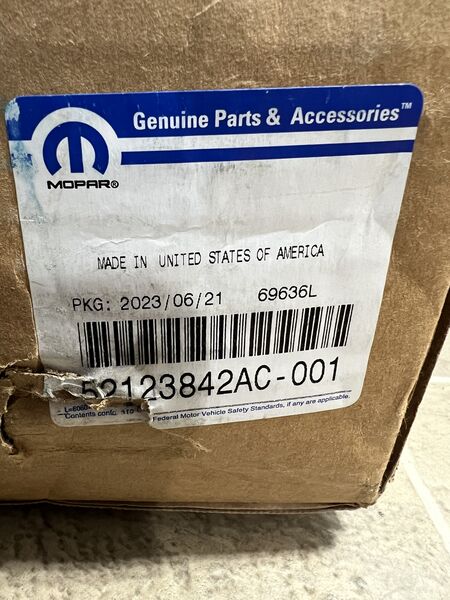 Genuine Parts & Accessories™
MOPAR®
MADE IN UNITED STATES OF AMERICA
PKG: 2023/06/21 69636L
52123842AC-001
Contents Federal Motor Vehicle Safety Standards, if any are applicable.